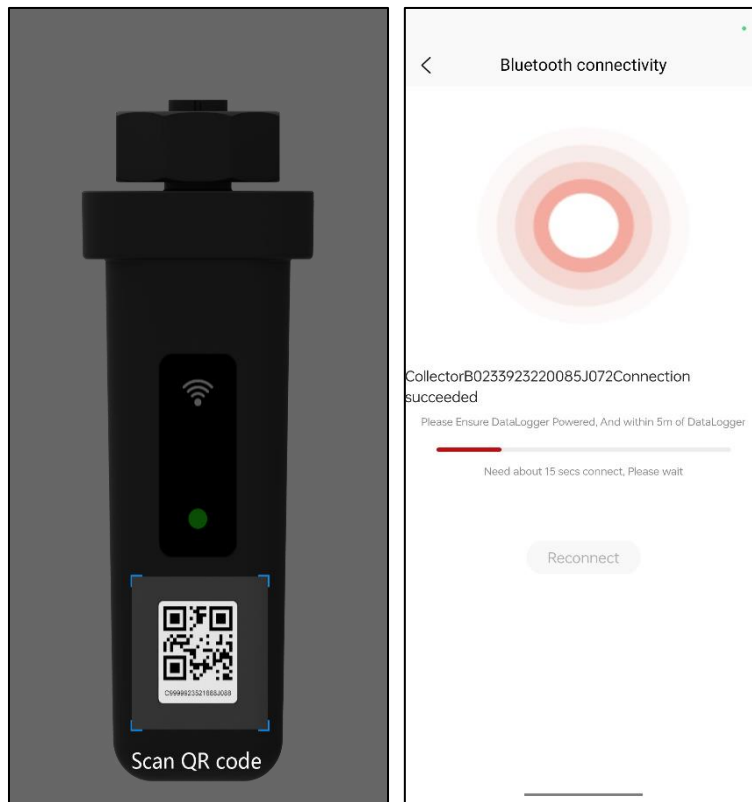 C9999923521885J088
Scan QR code
Bluetooth connectivity
CollectorB0233923220085J072Connection
succeeded
Please Ensure DataLogger Powered, And within 5m of DataLogger
Need about 15 secs connect, Please wait
Reconnect